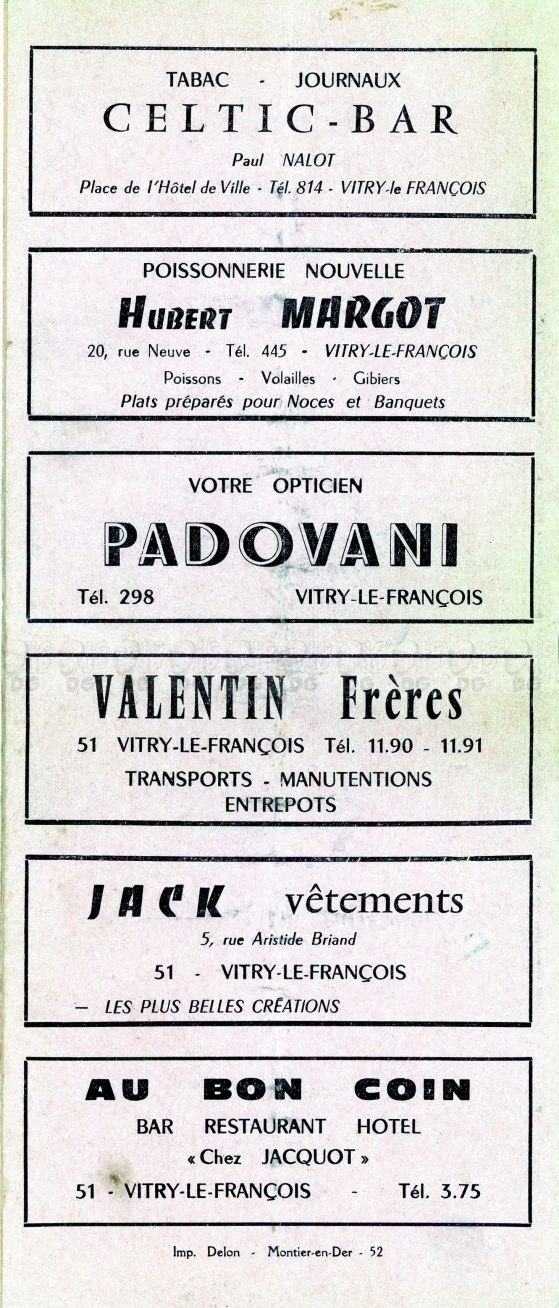 TABAC - JOURNAUX
CELTIC-BAR
Paul NALOT
Place de l'Hôtel de Ville - Tél. 814 - VITRY-le FRANÇOIS
POISSONNERIE NOUVELLE
HUBERT MARGOT
20, rue Neuve - Tél. 445 - VITRY-LE-FRANÇOIS
Poissons - Volailles - Gibiers
Plats préparés pour Noces et Banquets
VOTRE OPTICIEN
PADOVANI
Tél. 298 VITRY-LE-FRANÇOIS
VALENTIN Frères
51 VITRY-LE-FRANÇOIS Tél. 11.90 - 11.91
TRANSPORTS - MANUTENTIONS
ENTREPOTS
JACK vêtements
5, rue Aristide Briand
51 - VITRY-LE-FRANÇOIS
— LES PLUS BELLES CRÉATIONS
AU BON COIN
BAR RESTAURANT HOTEL
« Chez JACQUOT »
51 - VITRY-LE-FRANÇOIS - Tél. 3.75
Imp. Delon - Montier-en-Der - 52